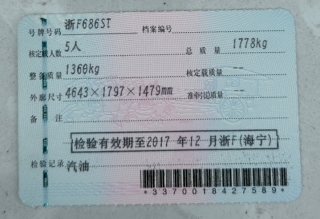 号牌号码 浙F686ST 档案编号
核定载人数 5人 总质量 1778kg
整备质量 1360kg 核定载质量
外廓尺寸 4643×1797×1479mm 准牵引总质量
备注
检验有效期至2017 年12 月浙F(海宁)
检验记录 汽油
*3370018427589*